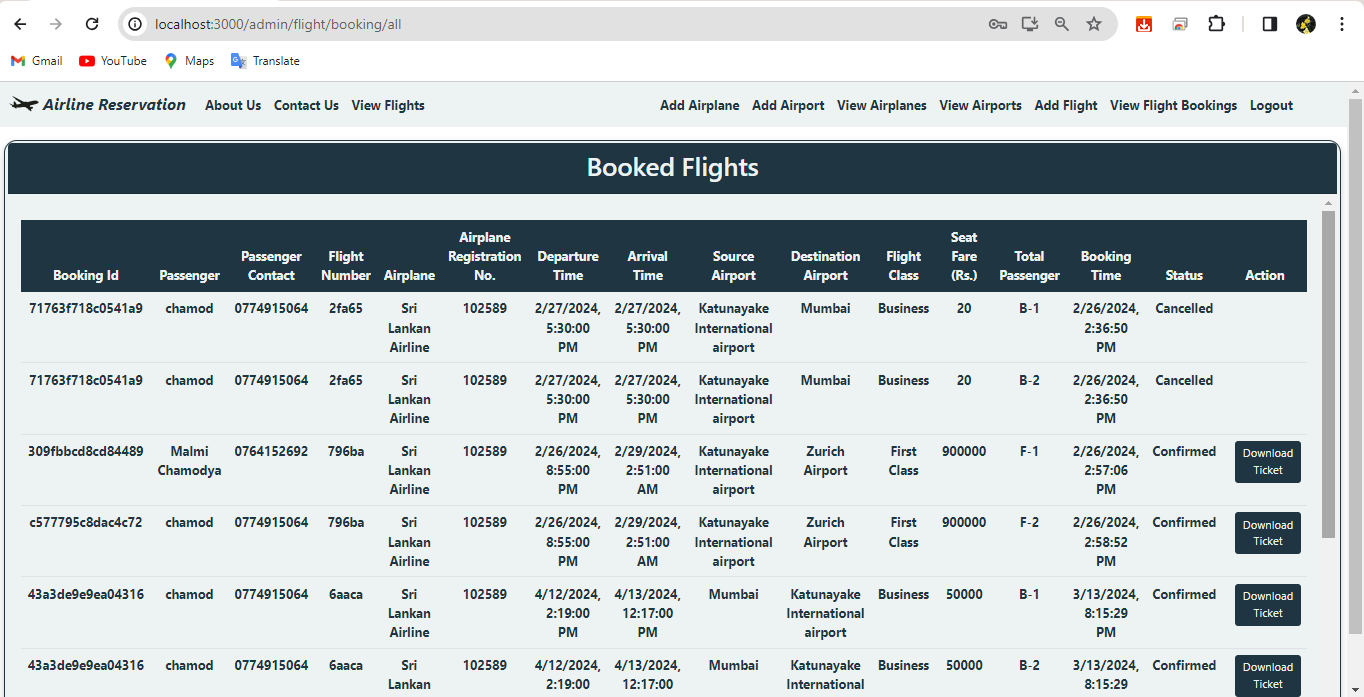 localhost:3000/admin/flight/booking/all
Gmail YouTube Maps Translate
Airline Reservation About Us Contact Us View Flights Add Airplane Add Airport View Airplanes View Airports Add Flight View Flight Bookings Logout
Booked Flights
Airplane Seat
Passenger Flight Registration Departure Arrival Source Destination Flight Fare Total Booking
Booking Id Passenger Contact Number Airplane No. Time Time Airport Airport Class (Rs.) Passenger Time Status Action
71763f718c0541a9 chamod 0774915064 2fa65 Sri 102589 2/27/2024, 2/27/2024, Katunayake Mumbai Business 20 B-1 2/26/2024, Cancelled
Lankan 5:30:00 5:30:00 International 2:36:50
Airline PM PM airport PM
71763f718c0541a9 chamod 0774915064 2fa65 Sri 102589 2/27/2024, 2/27/2024, Katunayake Mumbai Business 20 B-2 2/26/2024, Cancelled
Lankan 5:30:00 5:30:00 International 2:36:50
Airline PM PM airport PM
309fbbcd8cd84489 Malmi 0764152692 796ba Sri 102589 2/26/2024, 2/29/2024, Katunayake Zurich First 900000 F-1 2/26/2024, Confirmed Download
Chamodya Lankan 8:55:00 2:51:00 International Airport Class 2:57:06 Ticket
Airline PM AM airport PM
c577795c8dac4c72 chamod 0774915064 796ba Sri 102589 2/26/2024, 2/29/2024, Katunayake Zurich First 900000 F-2 2/26/2024, Confirmed Download
Lankan 8:55:00 2:51:00 International Airport Class 2:58:52 Ticket
Airline PM AM airport PM
43a3de9e9ea04316 chamod 0774915064 6aaca Sri 102589 4/12/2024, 4/13/2024, Mumbai Katunayake Business 50000 B-1 3/13/2024, Confirmed Download
Lankan 2:19:00 12:17:00 International 8:15:29 Ticket
Airline PM PM airport PM
43a3de9e9ea04316 chamod 0774915064 6aaca Sri 102589 4/12/2024, 4/13/2024, Mumbai Katunayake Business 50000 B-2 3/13/2024, Confirmed Download
Lankan 2:19:00 12:17:00 International 8:15:29 Ticket